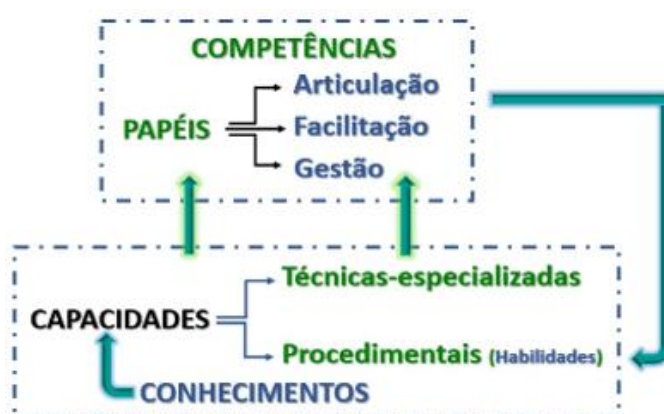 COMPETÊNCIAS
Articulação
PAPÉIS
Facilitação
Gestão
Técnicas-especializadas
CAPACIDADES
Procedimentais (Habilidades)
CONHECIMENTOS